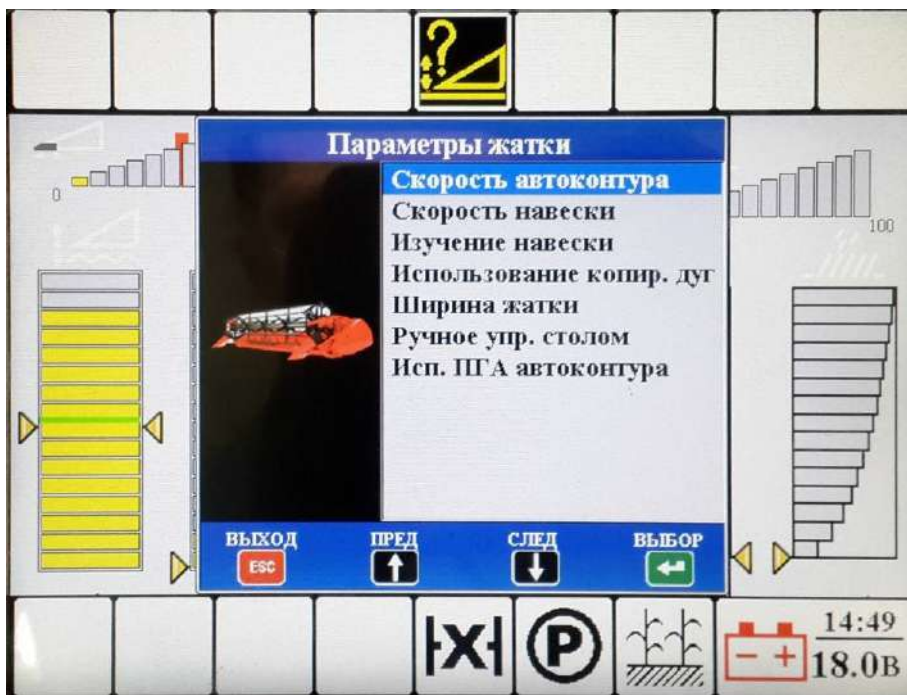 ?
Параметры жатки
Скорость автоконтура
Скорость навески
Изучение навески
Использование копир. дуг
Ширина жатки
Ручное упр. столом
Исп. ПГА автоконтура
0
100
ВЫХОД
ПРЕД
СЛЕД
ВЫБОР
ESC
X
P
14:49
18.0В